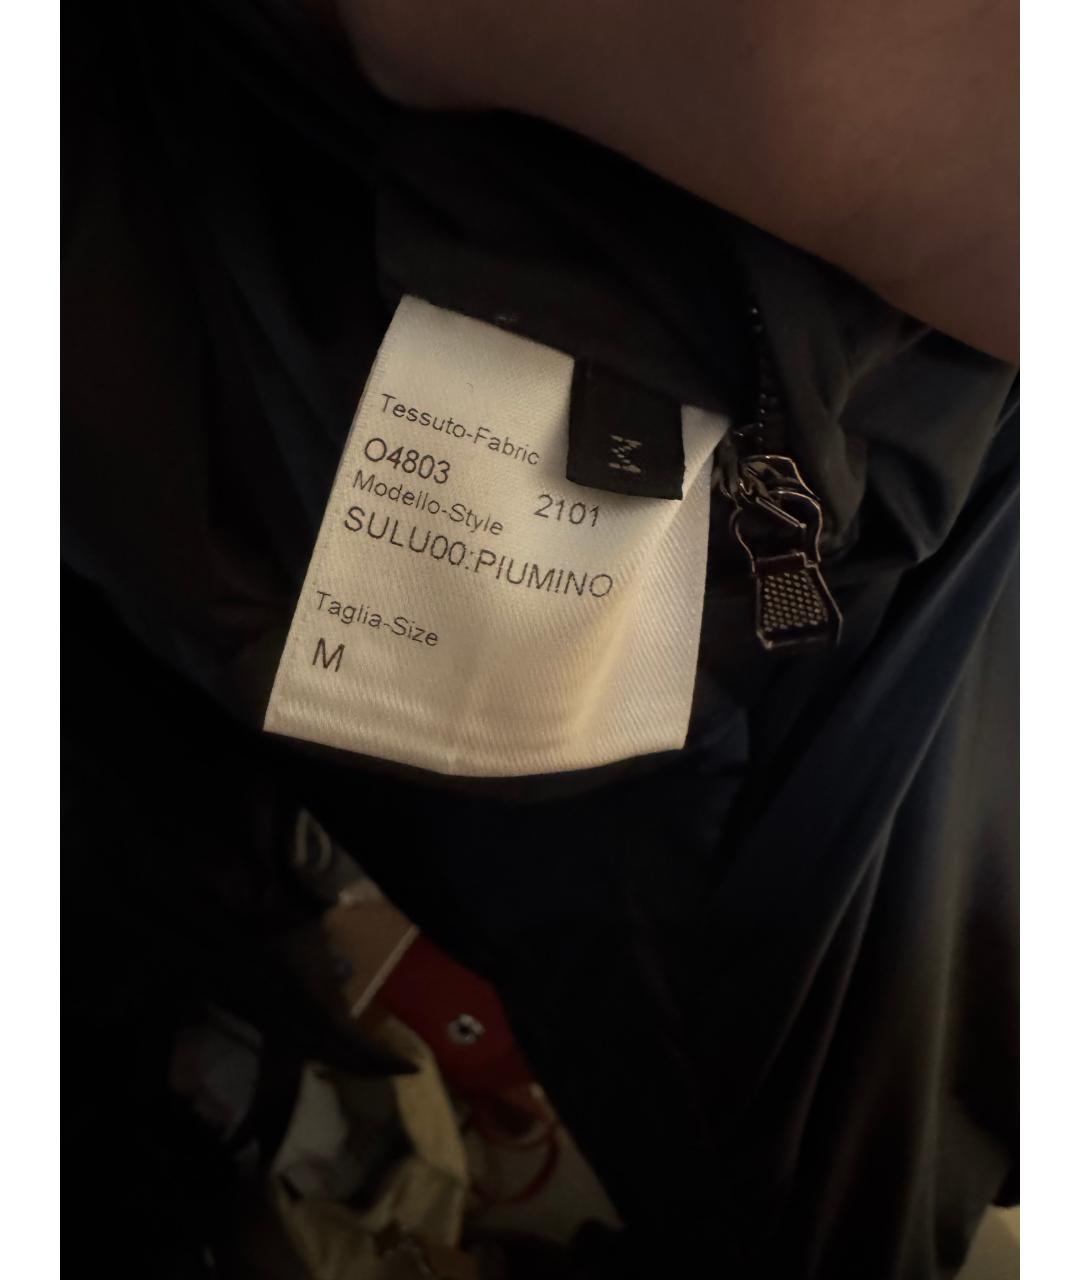 Tessuto-Fabric
O4803 2101
Modello-Style
SULU00:PIUMINO
Taglia-Size
M
M